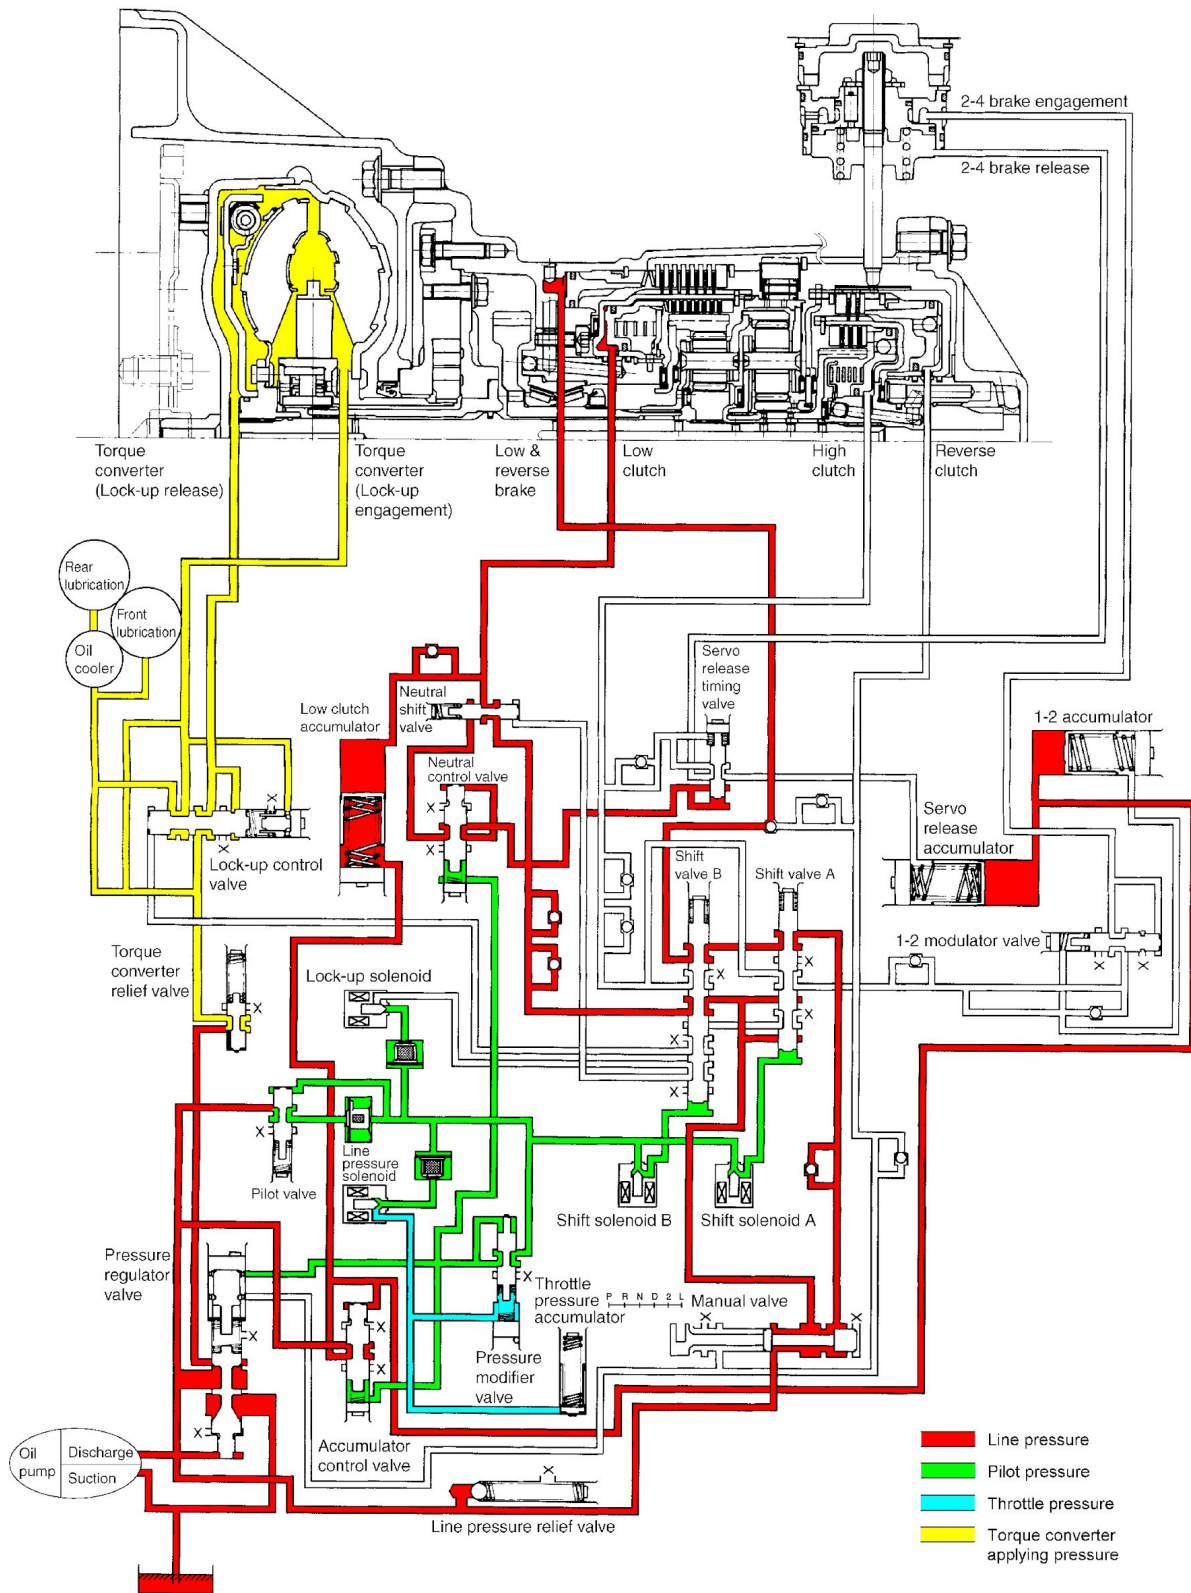 2-4 brake engagement
2-4 brake release
Torque
converter
(Lock-up release)
Torque
converter
(Lock-up
engagement)
Low &
reverse
brake
Low
clutch
High
clutch
Reverse
clutch
Rear
lubrication
Front
lubrication
Oil
cooler
Low clutch
accumulator
Neutral
shift
valve
Servo
release
timing
valve
1-2 accumulator
Neutral
control valve
X
X
X
X
Lock-up control
valve
Servo
release
accumulator
Shift
valve B
Shift valve A
1-2 modulator valve
X
X
Torque
converter
relief valve
X
Lock-up solenoid
X
X
X
X
X
X
Line
pressure
solenoid
Pilot valve
Shift solenoid B
Shift solenoid A
Pressure
regulator
valve
X
X
Throttle
pressure
accumulator
P R N D 2 L
Manual valve
X
X
X
X
Pressure
modifier
valve
X
Accumulator
control valve
Oil
pump
Discharge
Suction
X
Line pressure relief valve
Line pressure
Pilot pressure
Throttle pressure
Torque converter
applying pressure